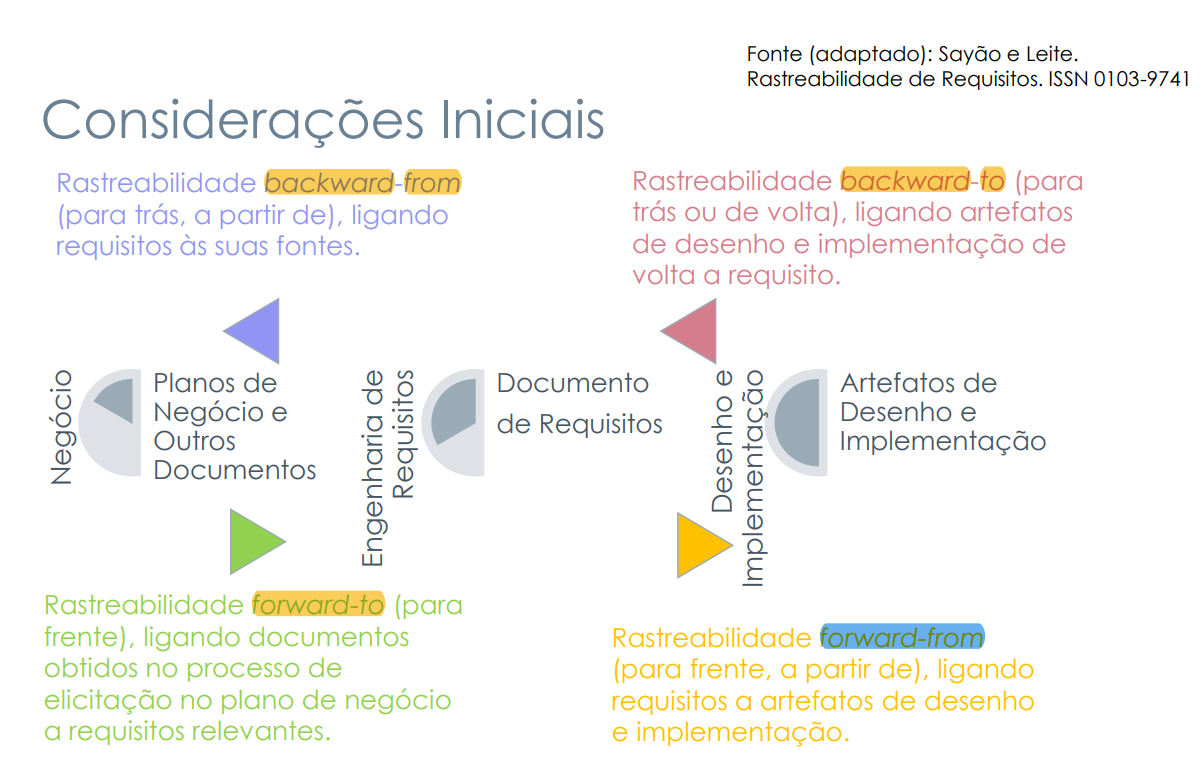 Fonte (adaptado): Sayão e Leite.
Rastreabilidade de Requisitos. ISSN 0103-9741
Considerações Iniciais
Rastreabilidade backward-from
(para trás, a partir de), ligando
requisitos às suas fontes.
Rastreabilidade backward-to (para
trás ou de volta), ligando artefatos
de desenho e implementação de
volta a requisito.
Negócio
Planos de
Negócio e
Outros
Documentos
Engenharia de
Requisitos
Documento
de Requisitos
Desenho e
Implementação
Artefatos de
Desenho e
Implementação
Rastreabilidade forward-to (para
frente), ligando documentos
obtidos no processo de
elicitação no plano de negócio
a requisitos relevantes.
Rastreabilidade forward-from
(para frente, a partir de), ligando
requisitos a artefatos de desenho
e implementação.